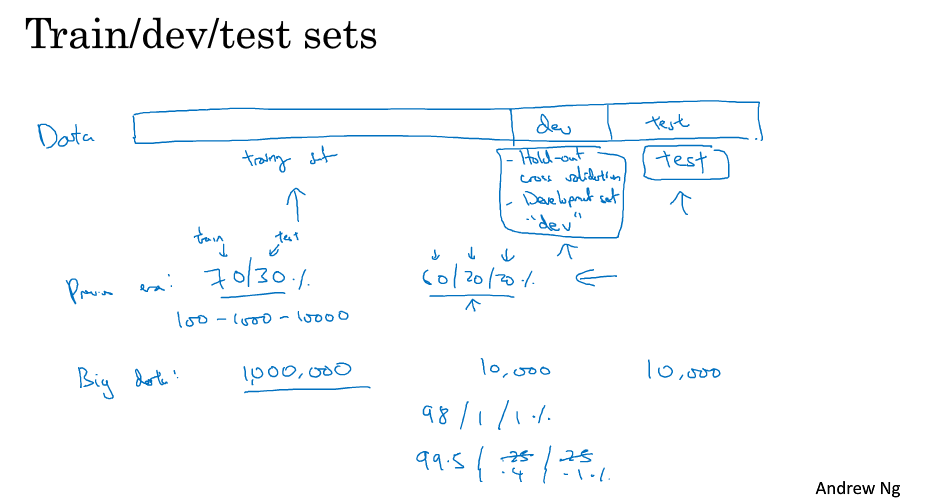 Train/dev/test sets
Data
dev
test
training set
- Hold-out
cross validation
- Development set
"dev"
test
train test
Previous era: 70/30% 60/20/20%
100-1000-10000
Big data: 1,000,000 10,000 10,000
98/1/1%
99.5/25/25
.4 .1%
Andrew Ng